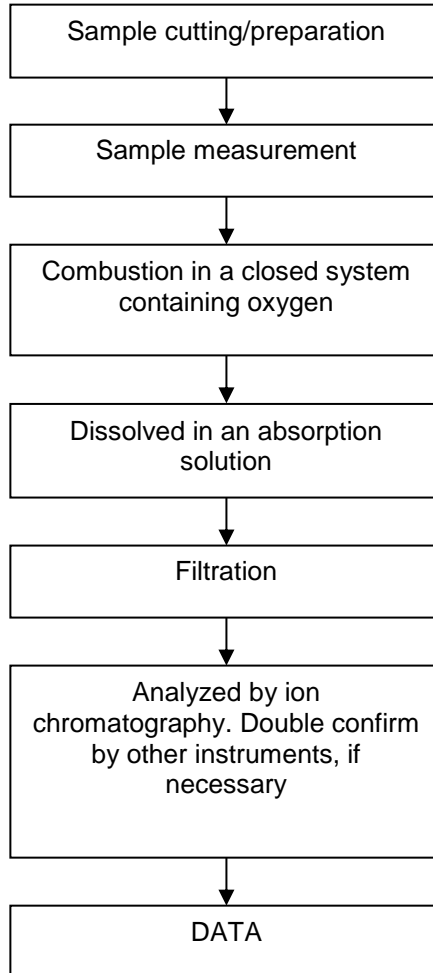 Sample cutting/preparation
Sample measurement
Combustion in a closed system
containing oxygen
Dissolved in an absorption
solution
Filtration
Analyzed by ion
chromatography. Double confirm
by other instruments, if
necessary
DATA